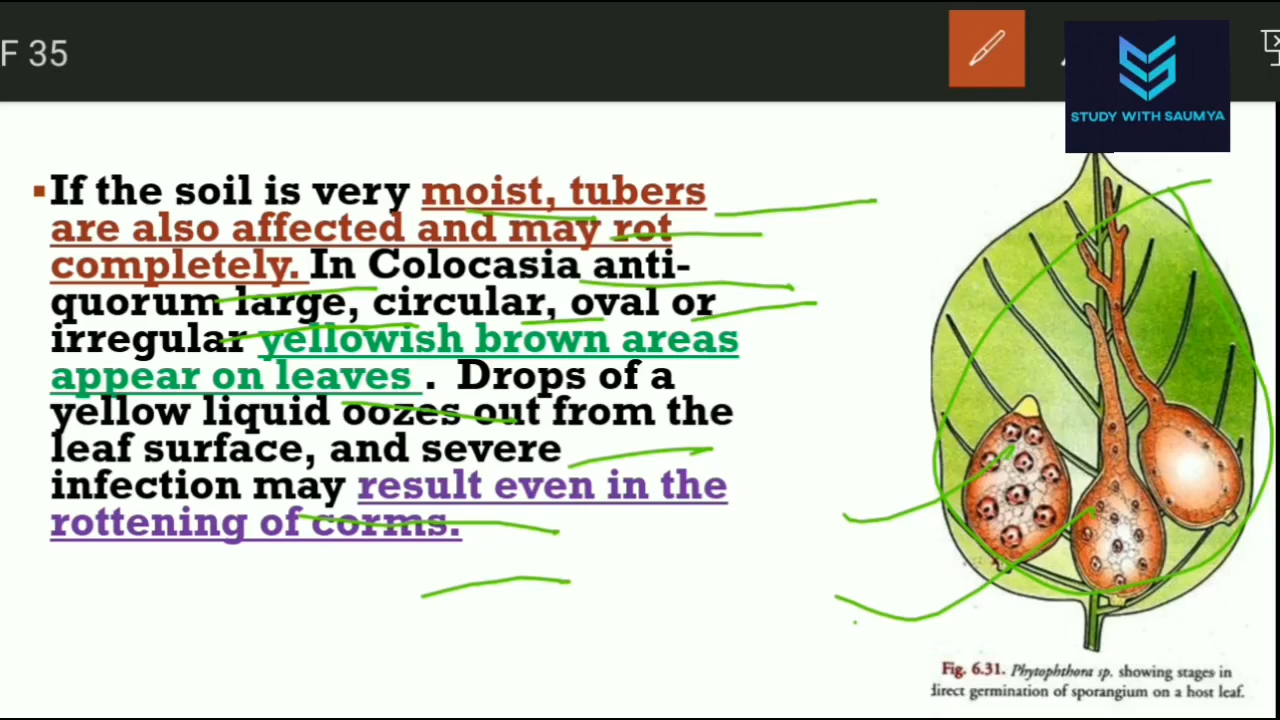 F 35
STUDY WITH SAUMYA
If the soil is very moist, tubers
are also affected and may rot
completely. In Colocasia anti-
quorum large, circular, oval or
irregular yellowish brown areas
appear on leaves . Drops of a
yellow liquid oozes out from the
leaf surface, and severe
infection may result even in the
rottening of corms.
Fig. 6.31. Phytophthora sp. showing stages in
direct germination of sporangium on a host leaf.